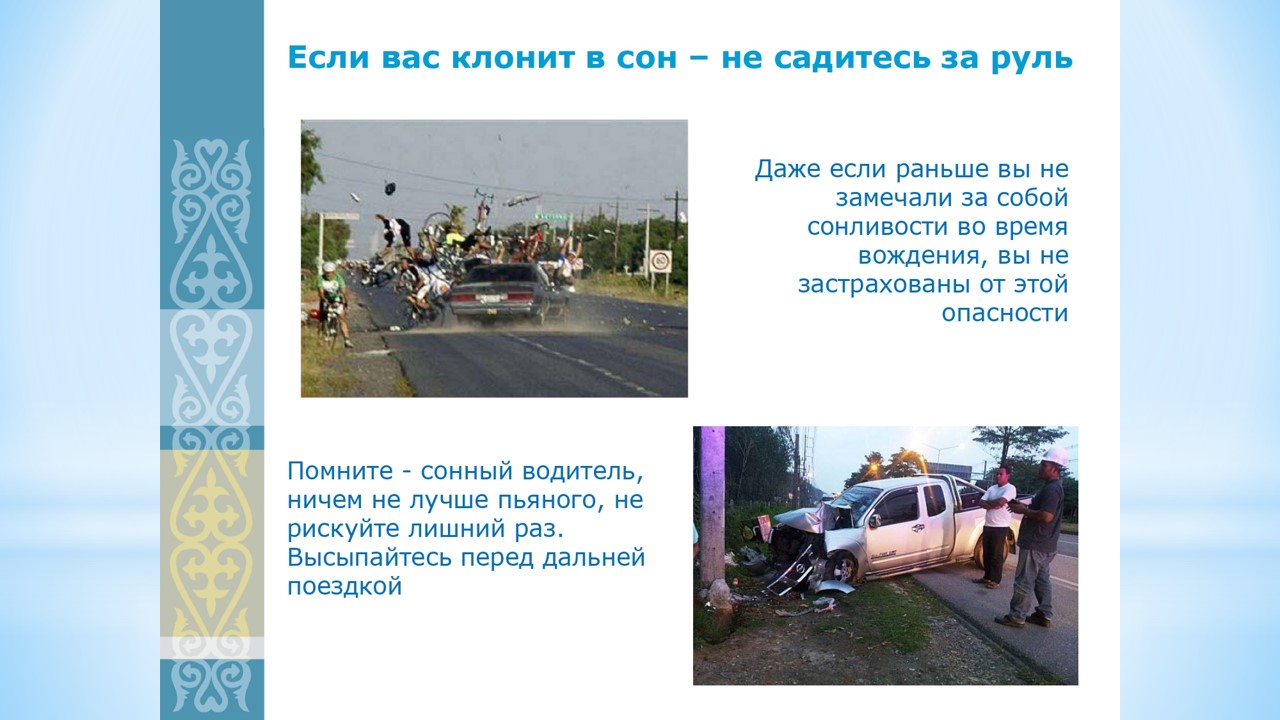 Если вас клонит в сон – не садитесь за руль
Даже если раньше вы не
замечали за собой
сонливости во время
вождения, вы не
застрахованы от этой
опасности
Помните - сонный водитель,
ничем не лучше пьяного, не
рискуйте лишний раз.
Высыпайтесь перед дальней
поездкой